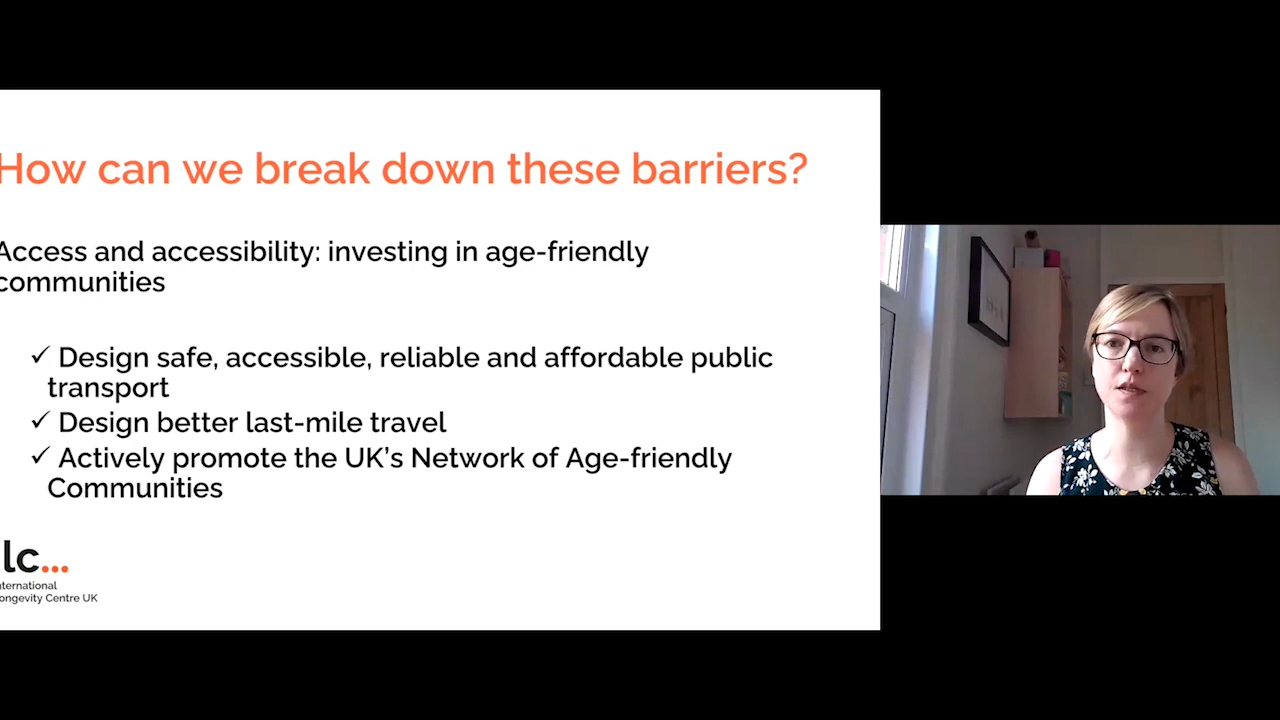 How can we break down these barriers?
Access and accessibility: investing in age-friendly
communities
✓ Design safe, accessible, reliable and affordable public
transport
✓ Design better last-mile travel
✓ Actively promote the UK's Network of Age-friendly
Communities
lc...
nternational
ongevity Centre UK